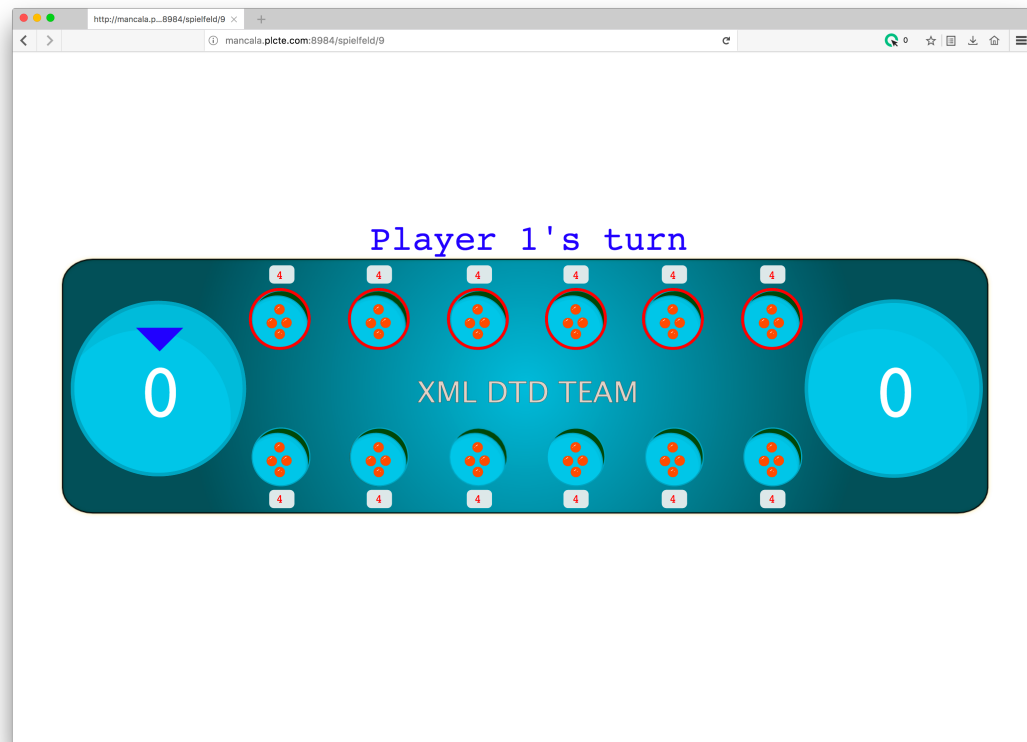 http://mancala.p...8984/spielfeld/9
mancala.plcte.com:8984/spielfeld/9
0
Player 1's turn
4 4 4 4 4 4
0 XML DTD TEAM 0
4 4 4 4 4 4